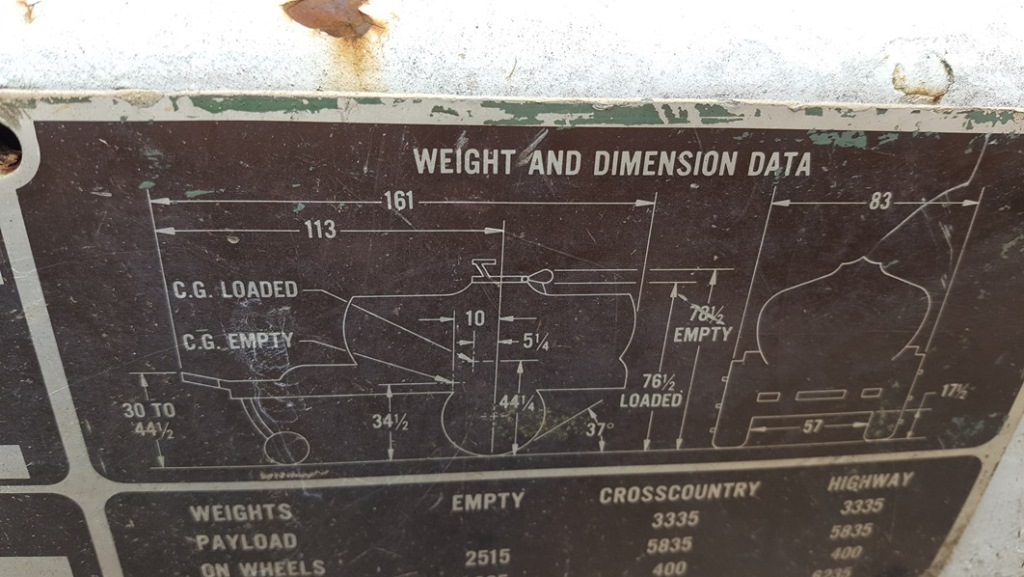 WEIGHT AND DIMENSION DATA
161
83
113
C.G. LOADED
10
78½
EMPTY
C.G. EMPTY
5¼
76½
LOADED
17½
30 TO
44½
34½
44¼
37°
57
WEIGHTS EMPTY CROSSCOUNTRY HIGHWAY
PAYLOAD 3335 3335
ON WHEELS 2515 5835 5835
400 400